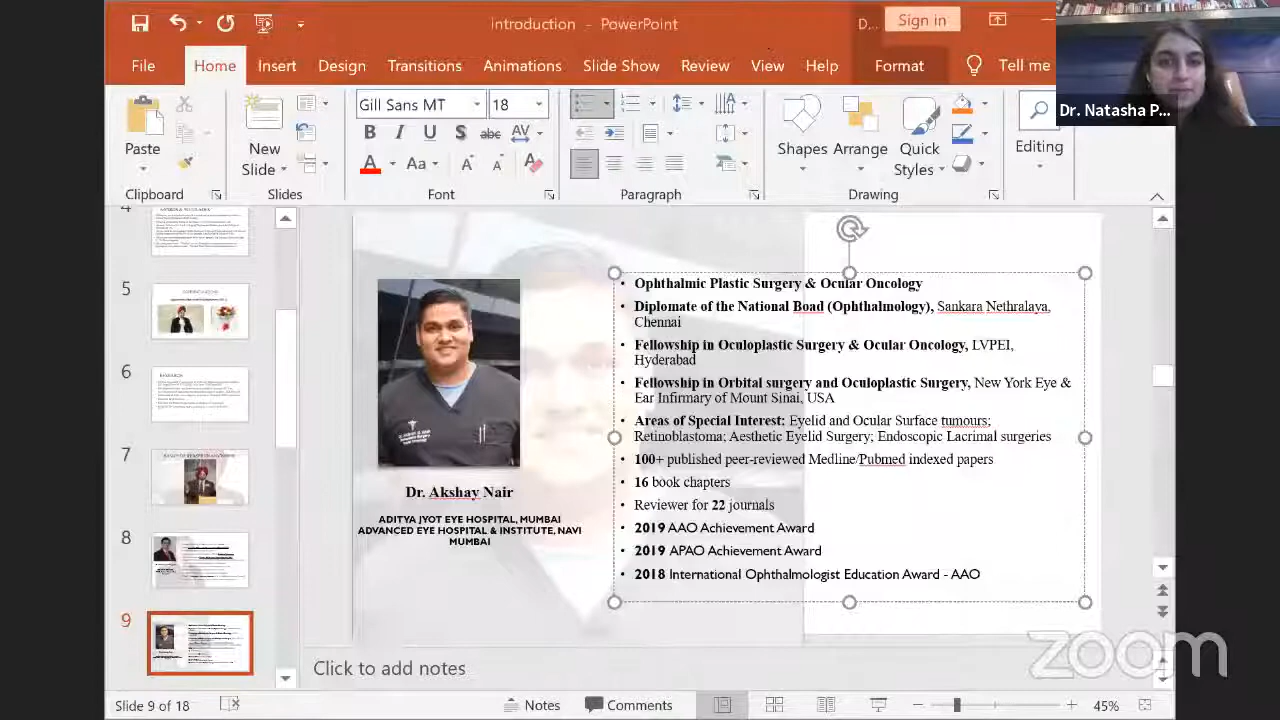 introduction - PowerPoint
D...
Sign in
File
Home
Insert
Design
Transitions
Animations
Slide Show
Review
View
Help
Format
Tell me
Dr. Natasha P...
Gill Sans MT
18
Paste
New
Slide
Shapes
Arrange
Quick
Styles
Editing
Clipboard
Slides
Font
Paragraph
Drawing
4
5
6
7
8
9
Ophthalmic Plastic Surgery & Ocular Oncology
• Diplomate of the National Boad (Ophthalmology), Sankara Nethralaya,
Chennai
• Fellowship in Oculoplastic Surgery & Ocular Oncology, LVPEI,
Hyderabad
in Orbital surgery and Oculoplastic surgery, New York Eye &
Ear Infirmary of Mount Sinai, USA
Areas of Special Interest: Eyelid and Ocular Surface tumours;
Retinoblastoma; Aesthetic Eyelid Surgery; Endoscopic Lacrimal surgeries
• 100+ published peer-reviewed Medline/Pubmed indexed papers
• 16 book chapters
• Reviewer for 22 journals
• 2019 AAO Achievement Award
• APAO Achievement Award
• 2018 International Ophthalmologist Education Award - AAO
Dr. Akshay Nair
ADITYA JYOT EYE HOSPITAL, MUMBAI
ADVANCED EYE HOSPITAL & INSTITUTE, NAVI
MUMBAI
Click to add notes
zoom
Slide 9 of 18
Notes
Comments
45%